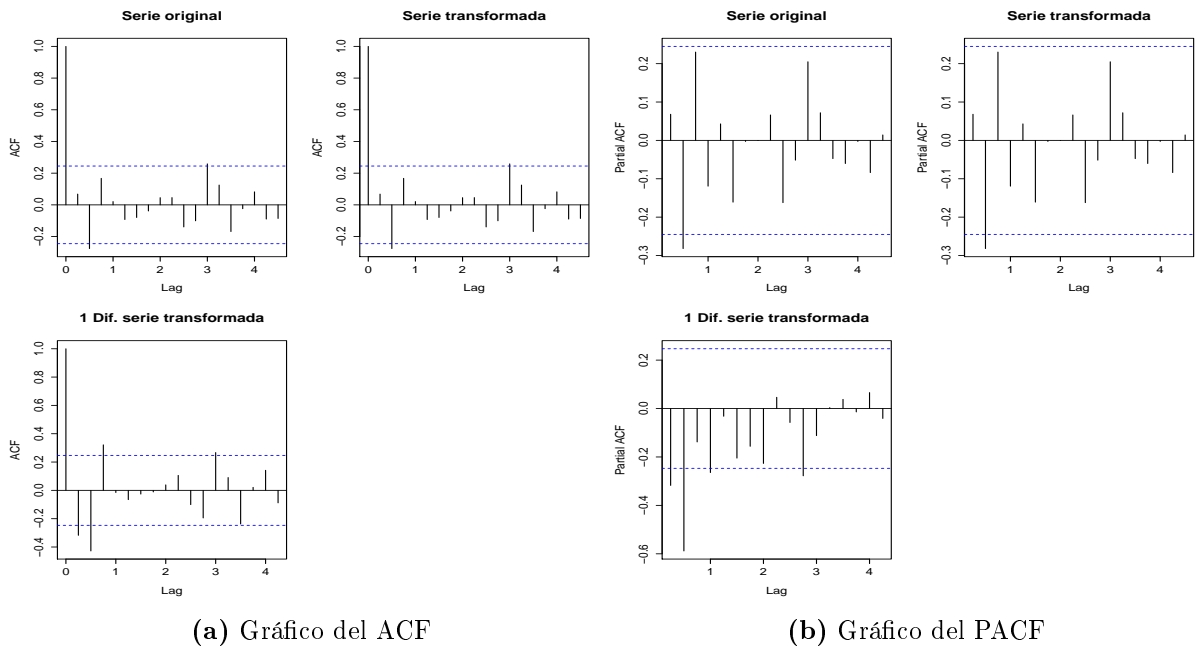 Serie original
ACF
1.0
0.8
0.6
0.4
0.2
0.0
−0.2
0 1 2 3 4
Lag
Serie transformada
ACF
1.0
0.8
0.6
0.4
0.2
0.0
−0.2
0 1 2 3 4
Lag
1 Dif. serie transformada
ACF
1.0
0.8
0.6
0.4
0.2
0.0
−0.2
−0.4
0 1 2 3 4
Lag
(a) Gráfico del ACF
Serie original
Partial ACF
0.2
0.1
0.0
−0.1
−0.2
−0.3
1 2 3 4
Lag
Serie transformada
Partial ACF
0.2
0.1
0.0
−0.1
−0.2
−0.3
1 2 3 4
Lag
1 Dif. serie transformada
Partial ACF
0.2
0.0
−0.2
−0.4
−0.6
1 2 3 4
Lag
(b) Gráfico del PACF